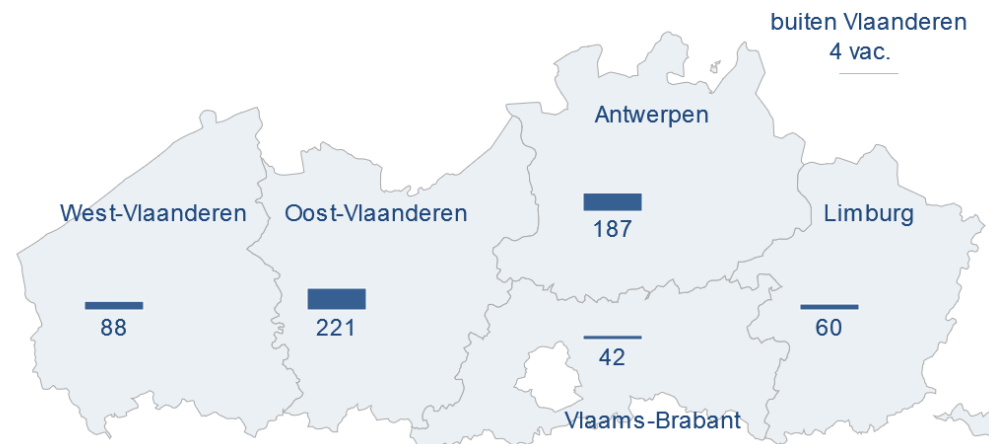 buiten Vlaanderen
4 vac.
Antwerpen
187
West-Vlaanderen
88
Oost-Vlaanderen
221
Limburg
60
42
Vlaams-Brabant